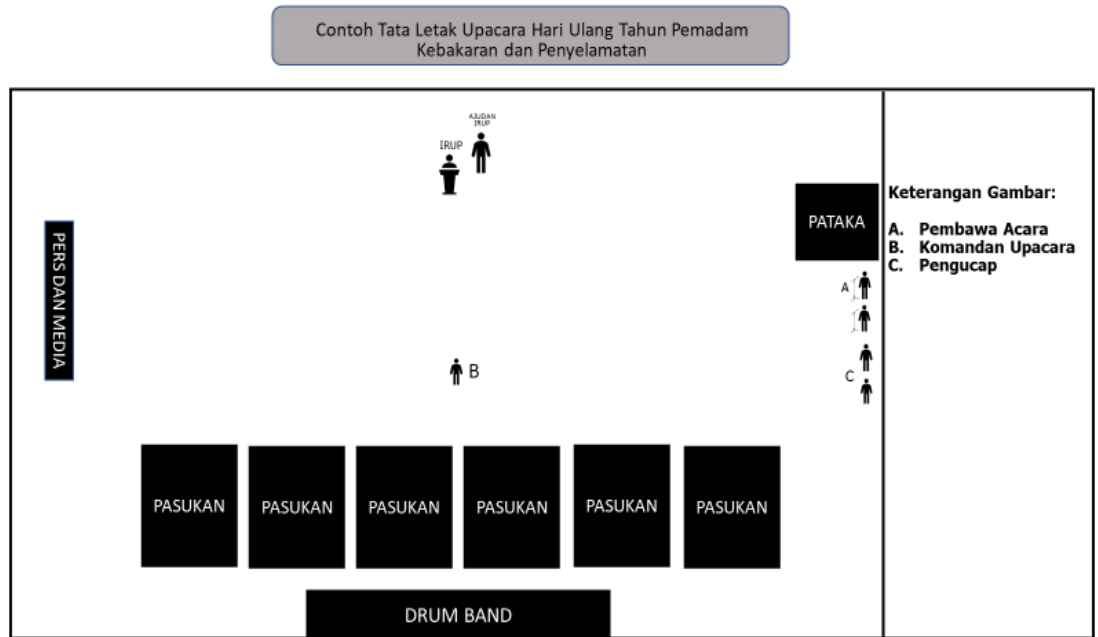 Contoh Tata Letak Upacara Hari Ulang Tahun Pemadam
Kebakaran dan Penyelamatan
AJUDAN
IRUP
IRUP
PERS DAN MEDIA
PATAKA
A
B
C
PASUKAN
PASUKAN
PASUKAN
PASUKAN
PASUKAN
PASUKAN
DRUM BAND
Keterangan Gambar:
A. Pembawa Acara
B. Komandan Upacara
C. Pengucap